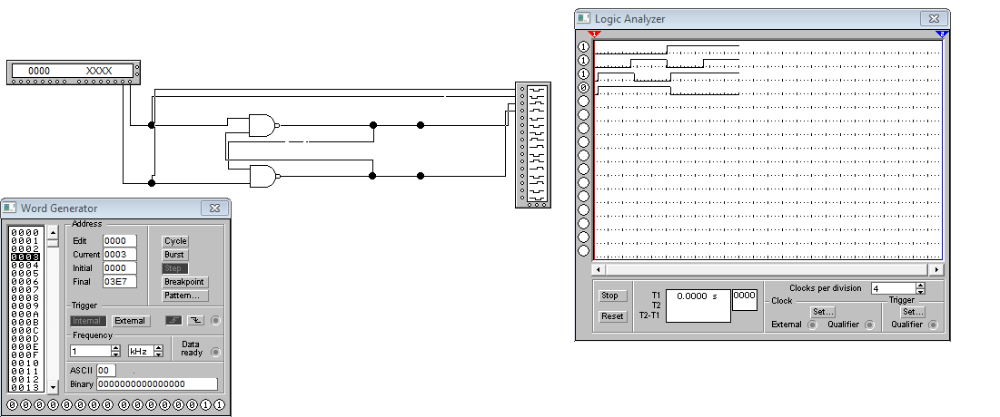 Logic Analyzer
1
2
1
1
1
0
0000 XXXX
Word Generator
0000
0001
0002
0003
0004
0005
0006
0007
0008
0009
000A
000B
000C
000D
000E
000F
0010
0011
0012
0013
Address
Edit 0000
Current 0003
Initial 0000
Final 03E7
Cycle
Burst
Step
Breakpoint
Pattern...
Trigger
Internal External
Frequency
1 kHz
Data
ready
ASCII 00
Binary 0000000000000000
0 0 0 0 0 0 0 0 0 0 0 0 0 0 1 1
Stop
Reset
T1
T2
T2-T1
0.0000 s 0000
Clocks per division 4
Clock
Set...
External Qualifier
Trigger
Set...
Qualifier